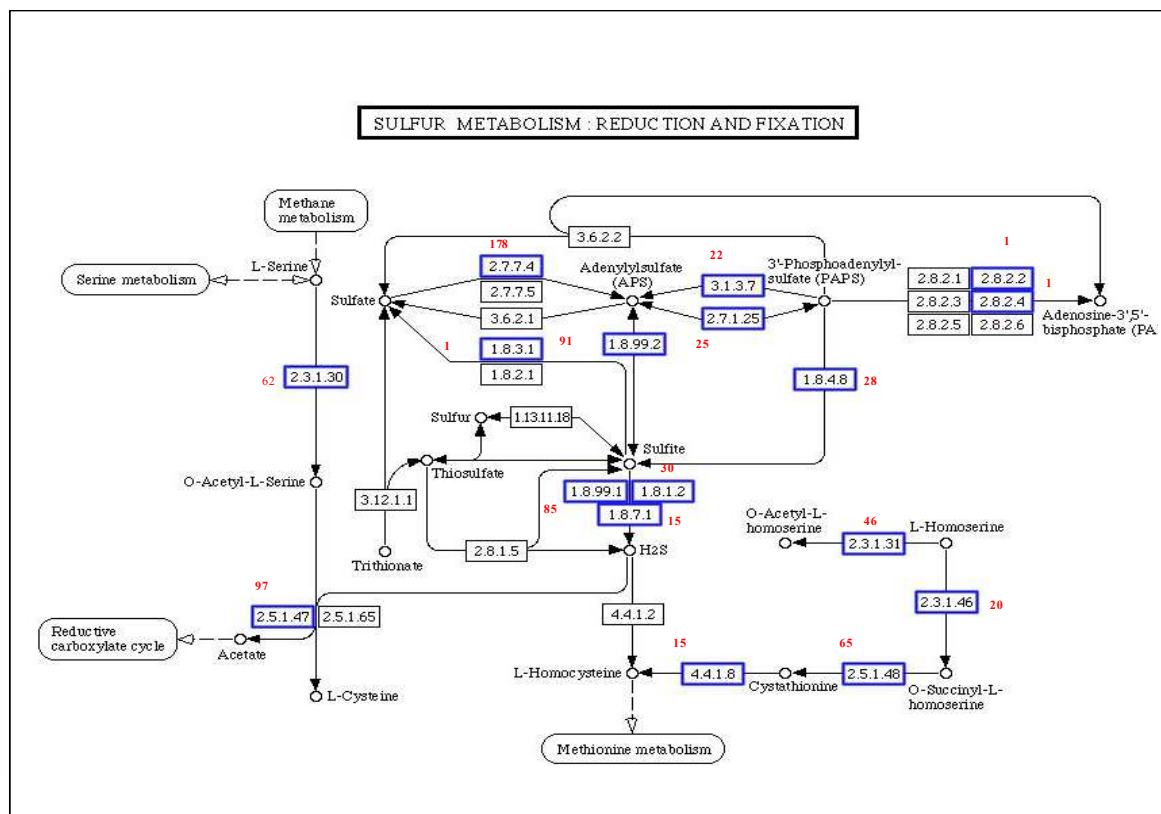 SULFUR METABOLISM : REDUCTION AND FIXATION
Methane
metabolism
3.6.2.2
1
178
22
L-Serine
Serine metabolism
2.7.7.4
Adenylylsulfate
(APS)
3'-Phosphoadenylyl-
sulfate (PAPS)
2.8.2.1
2.8.2.2
1
3.1.3.7
2.7.7.5
Sulfate
2.8.2.3
2.8.2.4
3.6.2.1
2.7.1.25
Adenosine-3',5'-
bisphosphate (PA
2.8.2.5
2.8.2.6
1
1.8.3.1
91
1.8.99.2
25
1.8.2.1
62
2.3.1.30
1.8.4.8
28
Sulfur
1.13.11.18
Sulfite
Thiosulfate
30
O-Acetyl-L-Serine
3.12.1.1
1.8.99.1
1.8.1.2
85
1.8.7.1
15
O-Acetyl-L-
homoserine
46
L-Homoserine
2.3.1.31
2.8.1.5
H2S
Trithionate
97
2.3.1.46
20
2.5.1.47
2.5.1.65
4.4.1.2
Reductive
carboxylate cycle
Acetate
15
65
L-Homocysteine
4.4.1.8
Cystathionine
2.5.1.48
O-Succinyl-L-
homoserine
L-Cysteine
Methionine metabolism